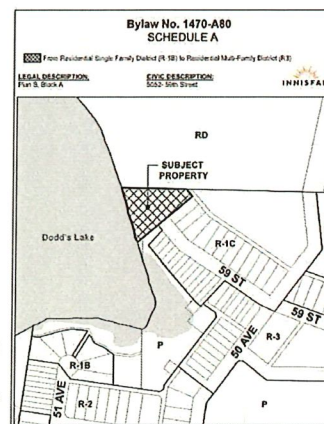 Bylaw No. 1470-A80
SCHEDULE A
From Residential Single Family District (R-1B) to Residential Multi-Family District (R3)
LEGAL DESCRIPTION: CIVIC DESCRIPTION:
Plan B, Block A 5052- 59th Street
INNISFAIL
RD
SUBJECT
PROPERTY
Dodd's Lake
R-1C
59 ST
59 ST
50 AVE
R-3
P
R-1B
51 AVE
R-2
P